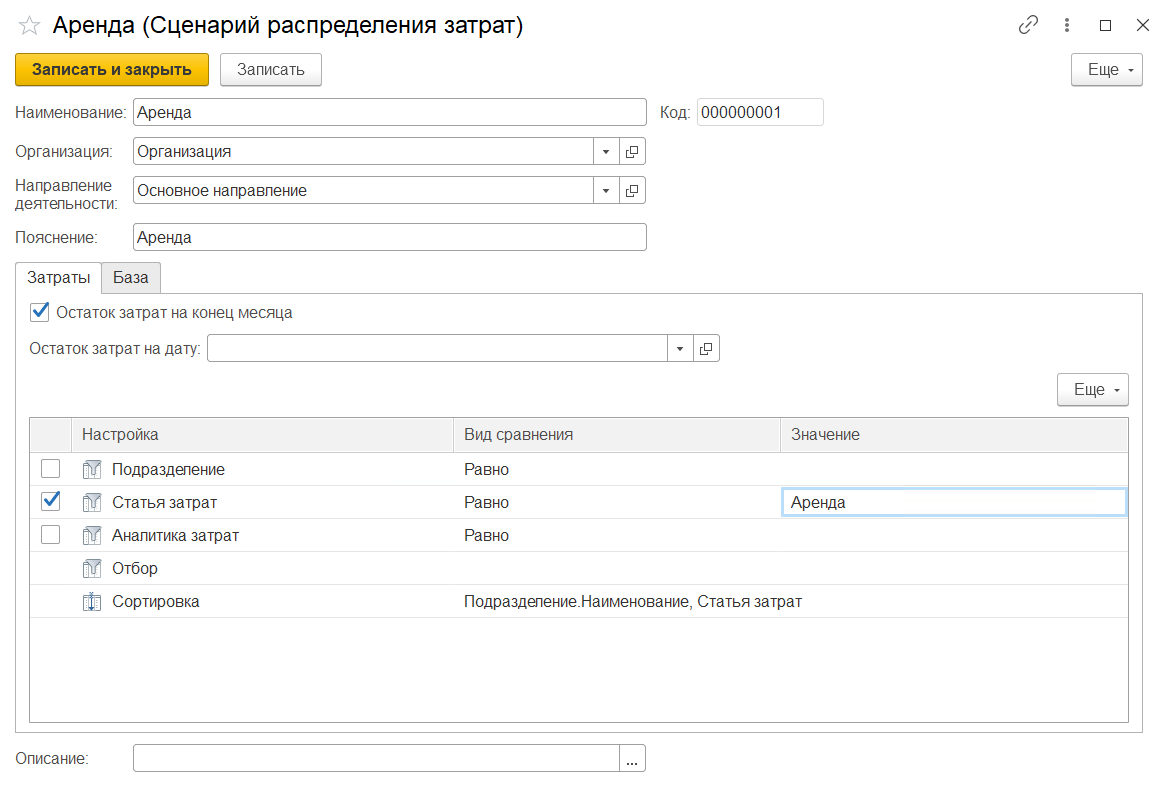 Аренда (Сценарий распределения затрат)
Записать и закрыть Записать Еще
Наименование: Аренда Код: 000000001
Организация: Организация
Направление
деятельности: Основное направление
Пояснение: Аренда
Затраты База
Остаток затрат на конец месяца
Остаток затрат на дату:
Еще
Настройка Вид сравнения Значение
Подразделение Равно
Статья затрат Равно Аренда
Аналитика затрат Равно
Отбор
Сортировка Подразделение.Наименование, Статья затрат
Описание: ...